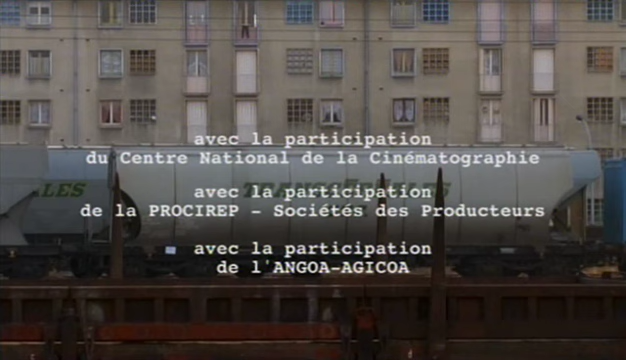 avec la participation
du Centre National de la Cinématographie
avec la participation
de la PROCIREP - Sociétés des Producteurs
avec la participation
de l'ANGOA-AGICOA